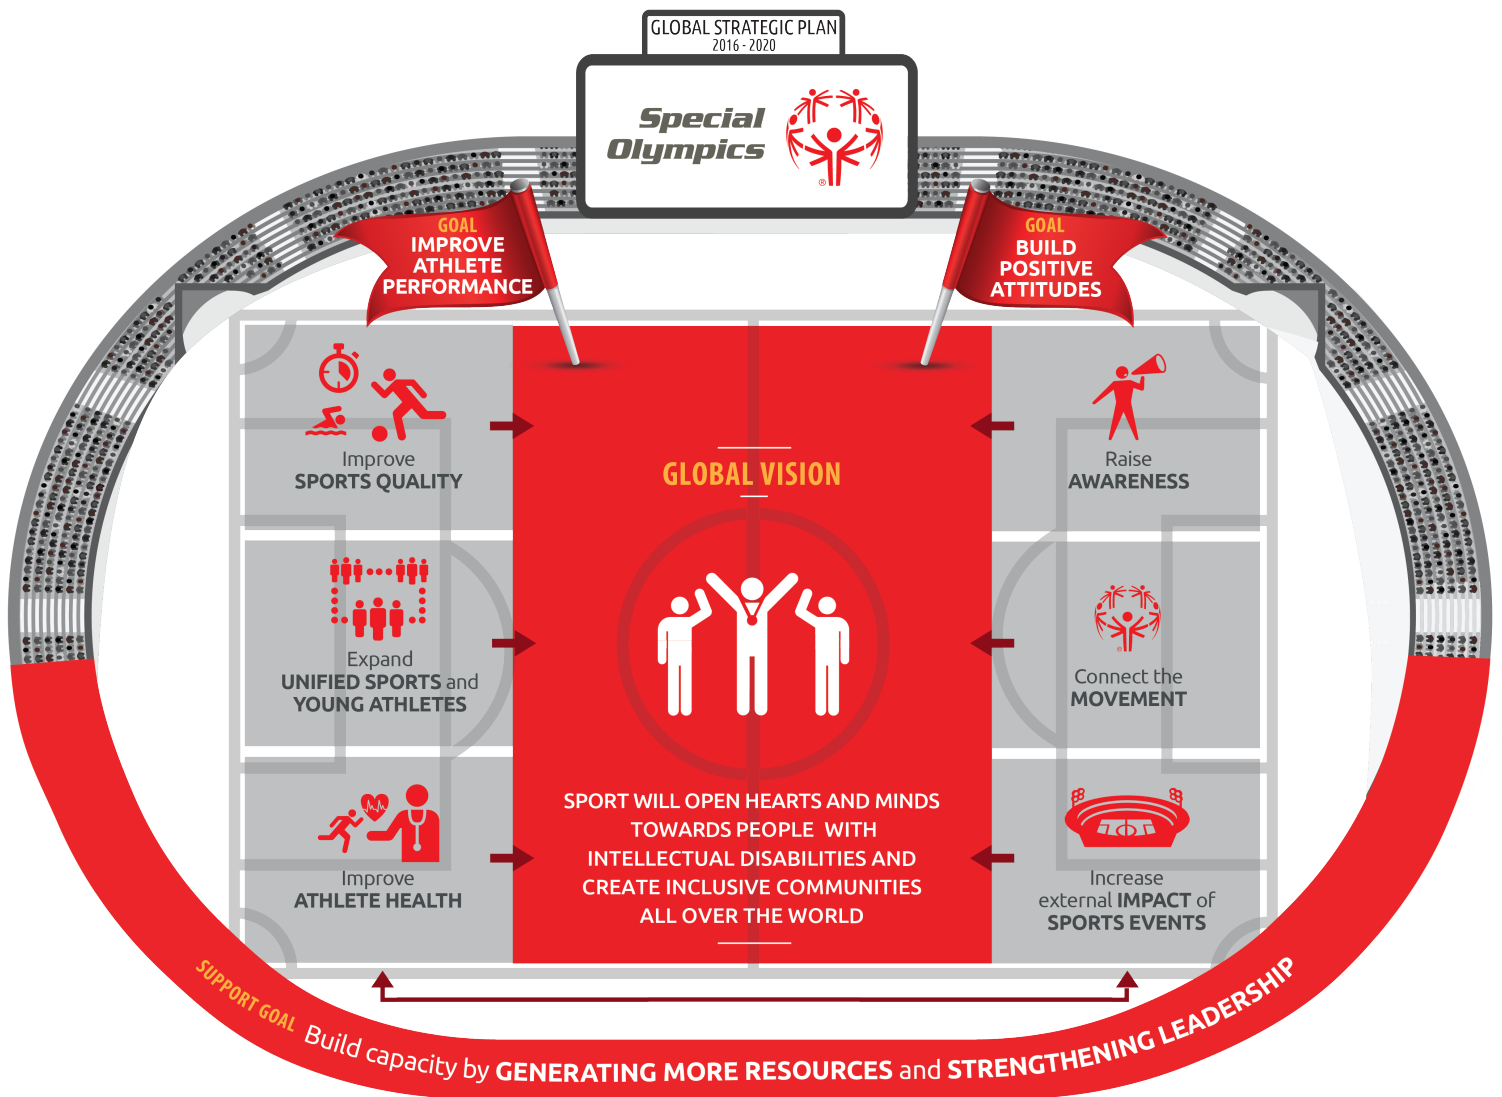 GLOBAL STRATEGIC PLAN
2016 - 2020
Special
Olympics
®
GOAL
IMPROVE
ATHLETE
PERFORMANCE
GOAL
BUILD
POSITIVE
ATTITUDES
Improve
SPORTS QUALITY
Expand
UNIFIED SPORTS and
YOUNG ATHLETES
Improve
ATHLETE HEALTH
GLOBAL VISION
SPORT WILL OPEN HEARTS AND MINDS
TOWARDS PEOPLE WITH
INTELLECTUAL DISABILITIES AND
CREATE INCLUSIVE COMMUNITIES
ALL OVER THE WORLD
Raise
AWARENESS
®
Connect the
MOVEMENT
Increase
external IMPACT of
SPORTS EVENTS
SUPPORT GOAL Build capacity by GENERATING MORE RESOURCES and STRENGTHENING LEADERSHIP